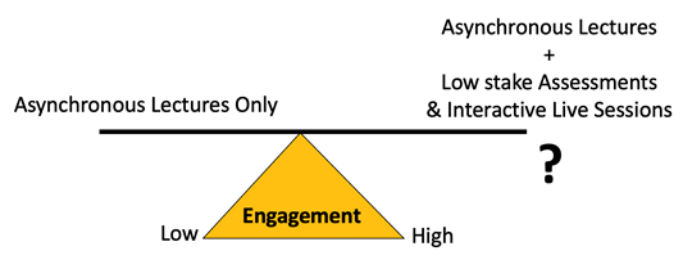 Asynchronous Lectures
+
Low stake Assessments
& Interactive Live Sessions
Asynchronous Lectures Only
?
Engagement
Low
High